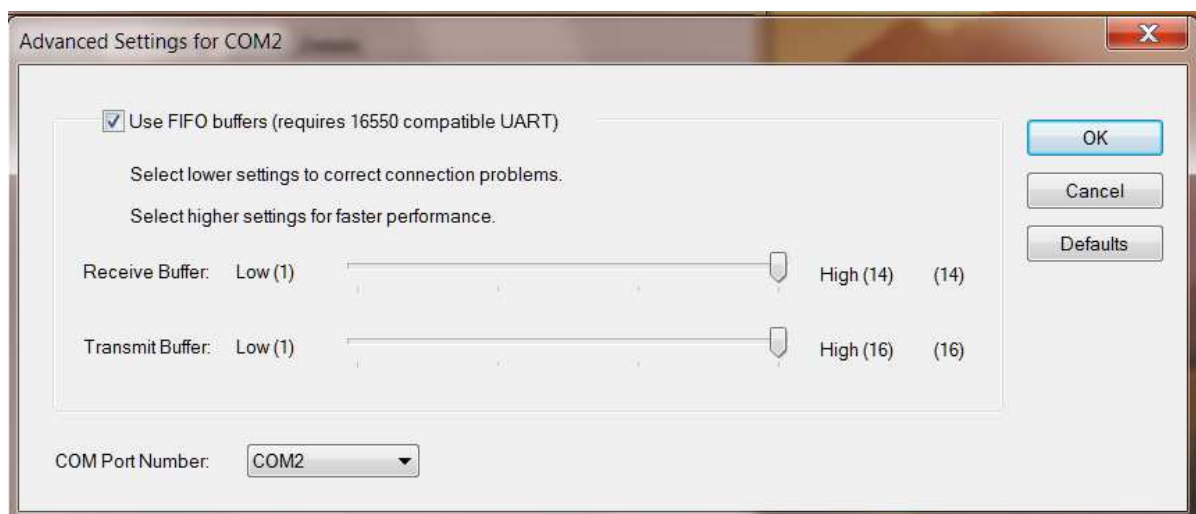 Advanced Settings for COM2
Use FIFO buffers (requires 16550 compatible UART)
OK
Select lower settings to correct connection problems.
Cancel
Select higher settings for faster performance.
Defaults
Receive Buffer: Low (1) High (14) (14)
Transmit Buffer: Low (1) High (16) (16)
COM Port Number: COM2